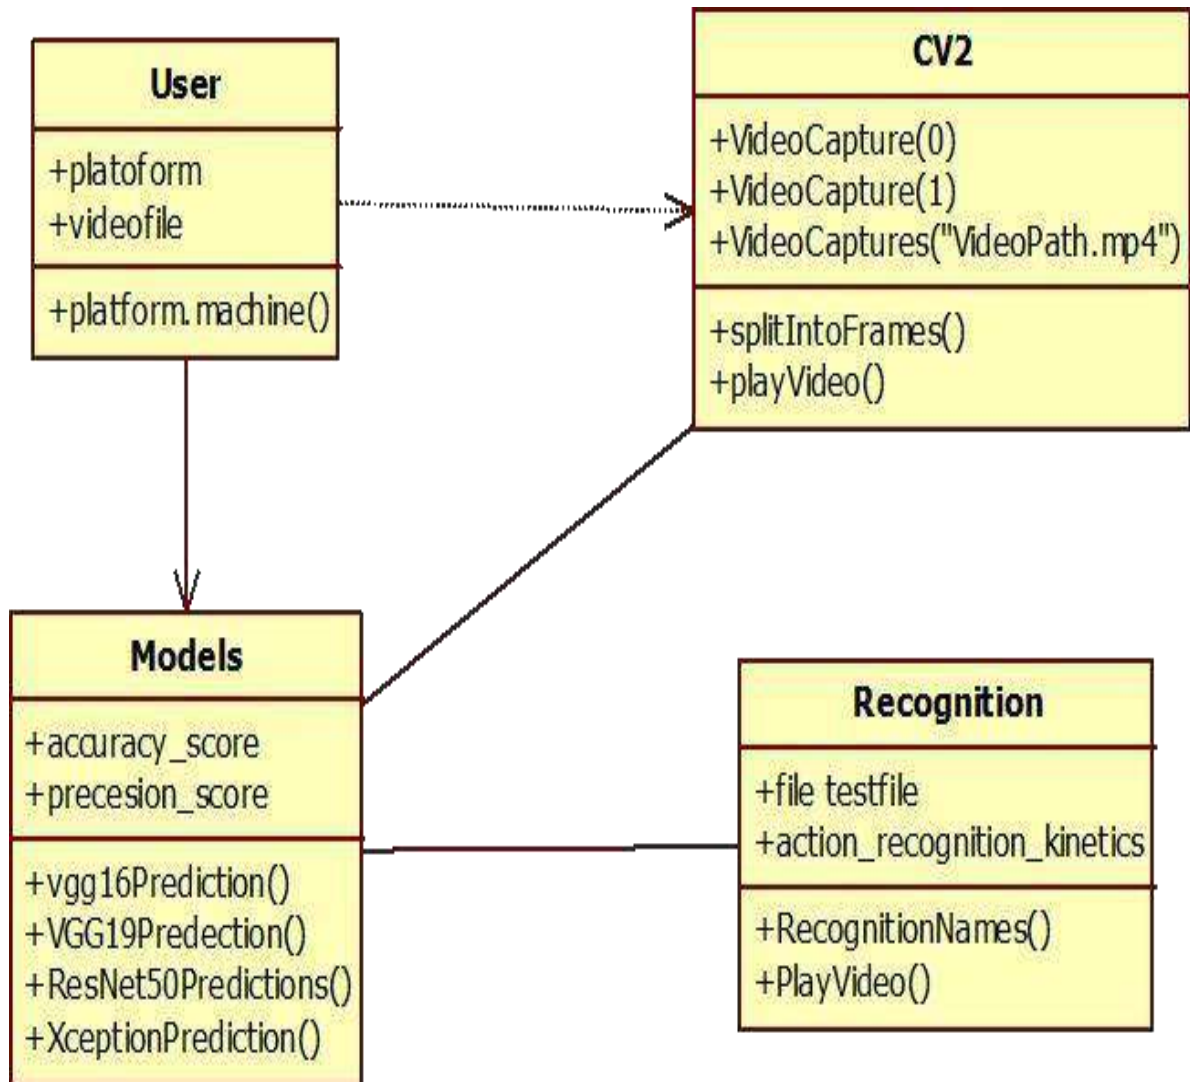 User
+platoform
+videofile
+platform.machine()
CV2
+VideoCapture(0)
+VideoCapture(1)
+VideoCaptures("VideoPath.mp4")
+splitIntoFrames()
+playVideo()
Models
+accuracy_score
+precesion_score
+vgg16Prediction()
+VGG19Predection()
+ResNet50Predictions()
+XceptionPrediction()
Recognition
+file testfile
+action_recognition_kinetics
+RecognitionNames()
+PlayVideo()